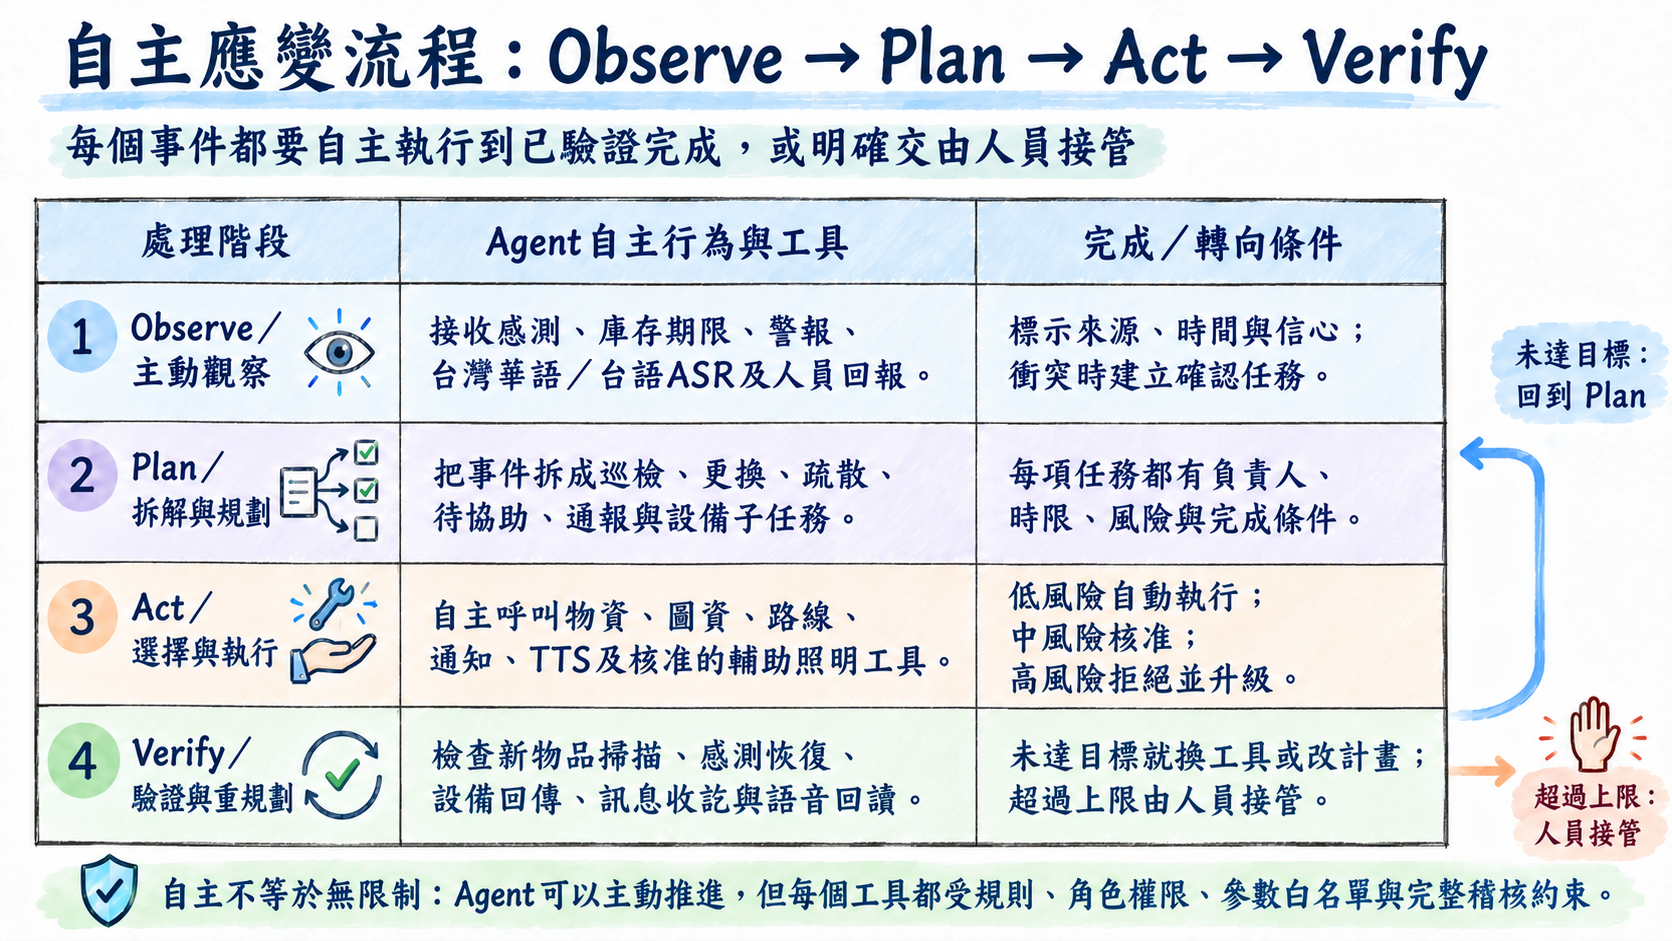 自主應變流程：Observe → Plan → Act → Verify
每個事件都要自主執行到已驗證完成，或明確交由人員接管
處理階段
Agent自主行為與工具
完成／轉向條件
1
Observe／
主動觀察
接收感測、庫存期限、警報、
台灣華語／台語ASR及人員回報。
標示來源、時間與信心；
衝突時建立確認任務。
2
Plan／
拆解與規劃
把事件拆成巡檢、更換、疏散、
待協助、通報與設備子任務。
每項任務都有負責人、
時限、風險與完成條件。
3
Act／
選擇與執行
自主呼叫物資、圖資、路線、
通知、TTS及核准的輔助照明工具。
低風險自動執行；
中風險核准；
高風險拒絕並升級。
4
Verify／
驗證與重規劃
檢查新物品掃描、感測恢復、
設備回傳、訊息收訖與語音回讀。
未達目標就換工具或改計畫；
超過上限由人員接管。
未達目標：
回到 Plan
超過上限：
人員接管
自主不等於無限制：Agent可以主動推進，但每個工具都受規則、角色權限、參數白名單與完整稽核約束。